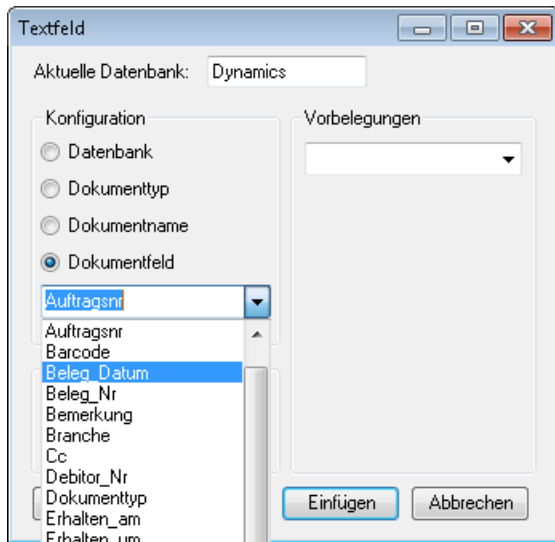 Textfeld
Aktuelle Datenbank: Dynamics
Konfiguration
Datenbank
Dokumenttyp
Dokumentname
Dokumentfeld
Auftragsnr
Auftragsnr
Barcode
Beleg_Datum
Beleg_Nr
Bemerkung
Branche
Cc
Debitor_Nr
Dokumenttyp
Erhalten_am
Erhalten_um
Vorbelegungen
Einfügen
Abbrechen